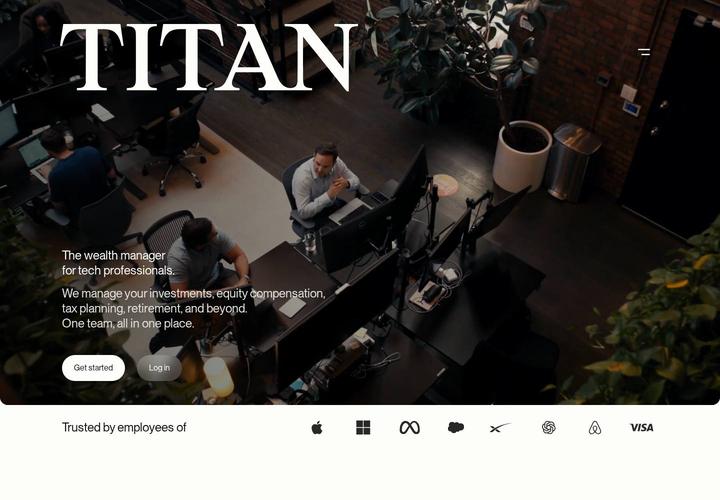 TITAN
The wealth manager
for tech professionals.
We manage your investments, equity compensation,
tax planning, retirement, and beyond.
One team, all in one place.
Get started
Log in
Trusted by employees of
VISA